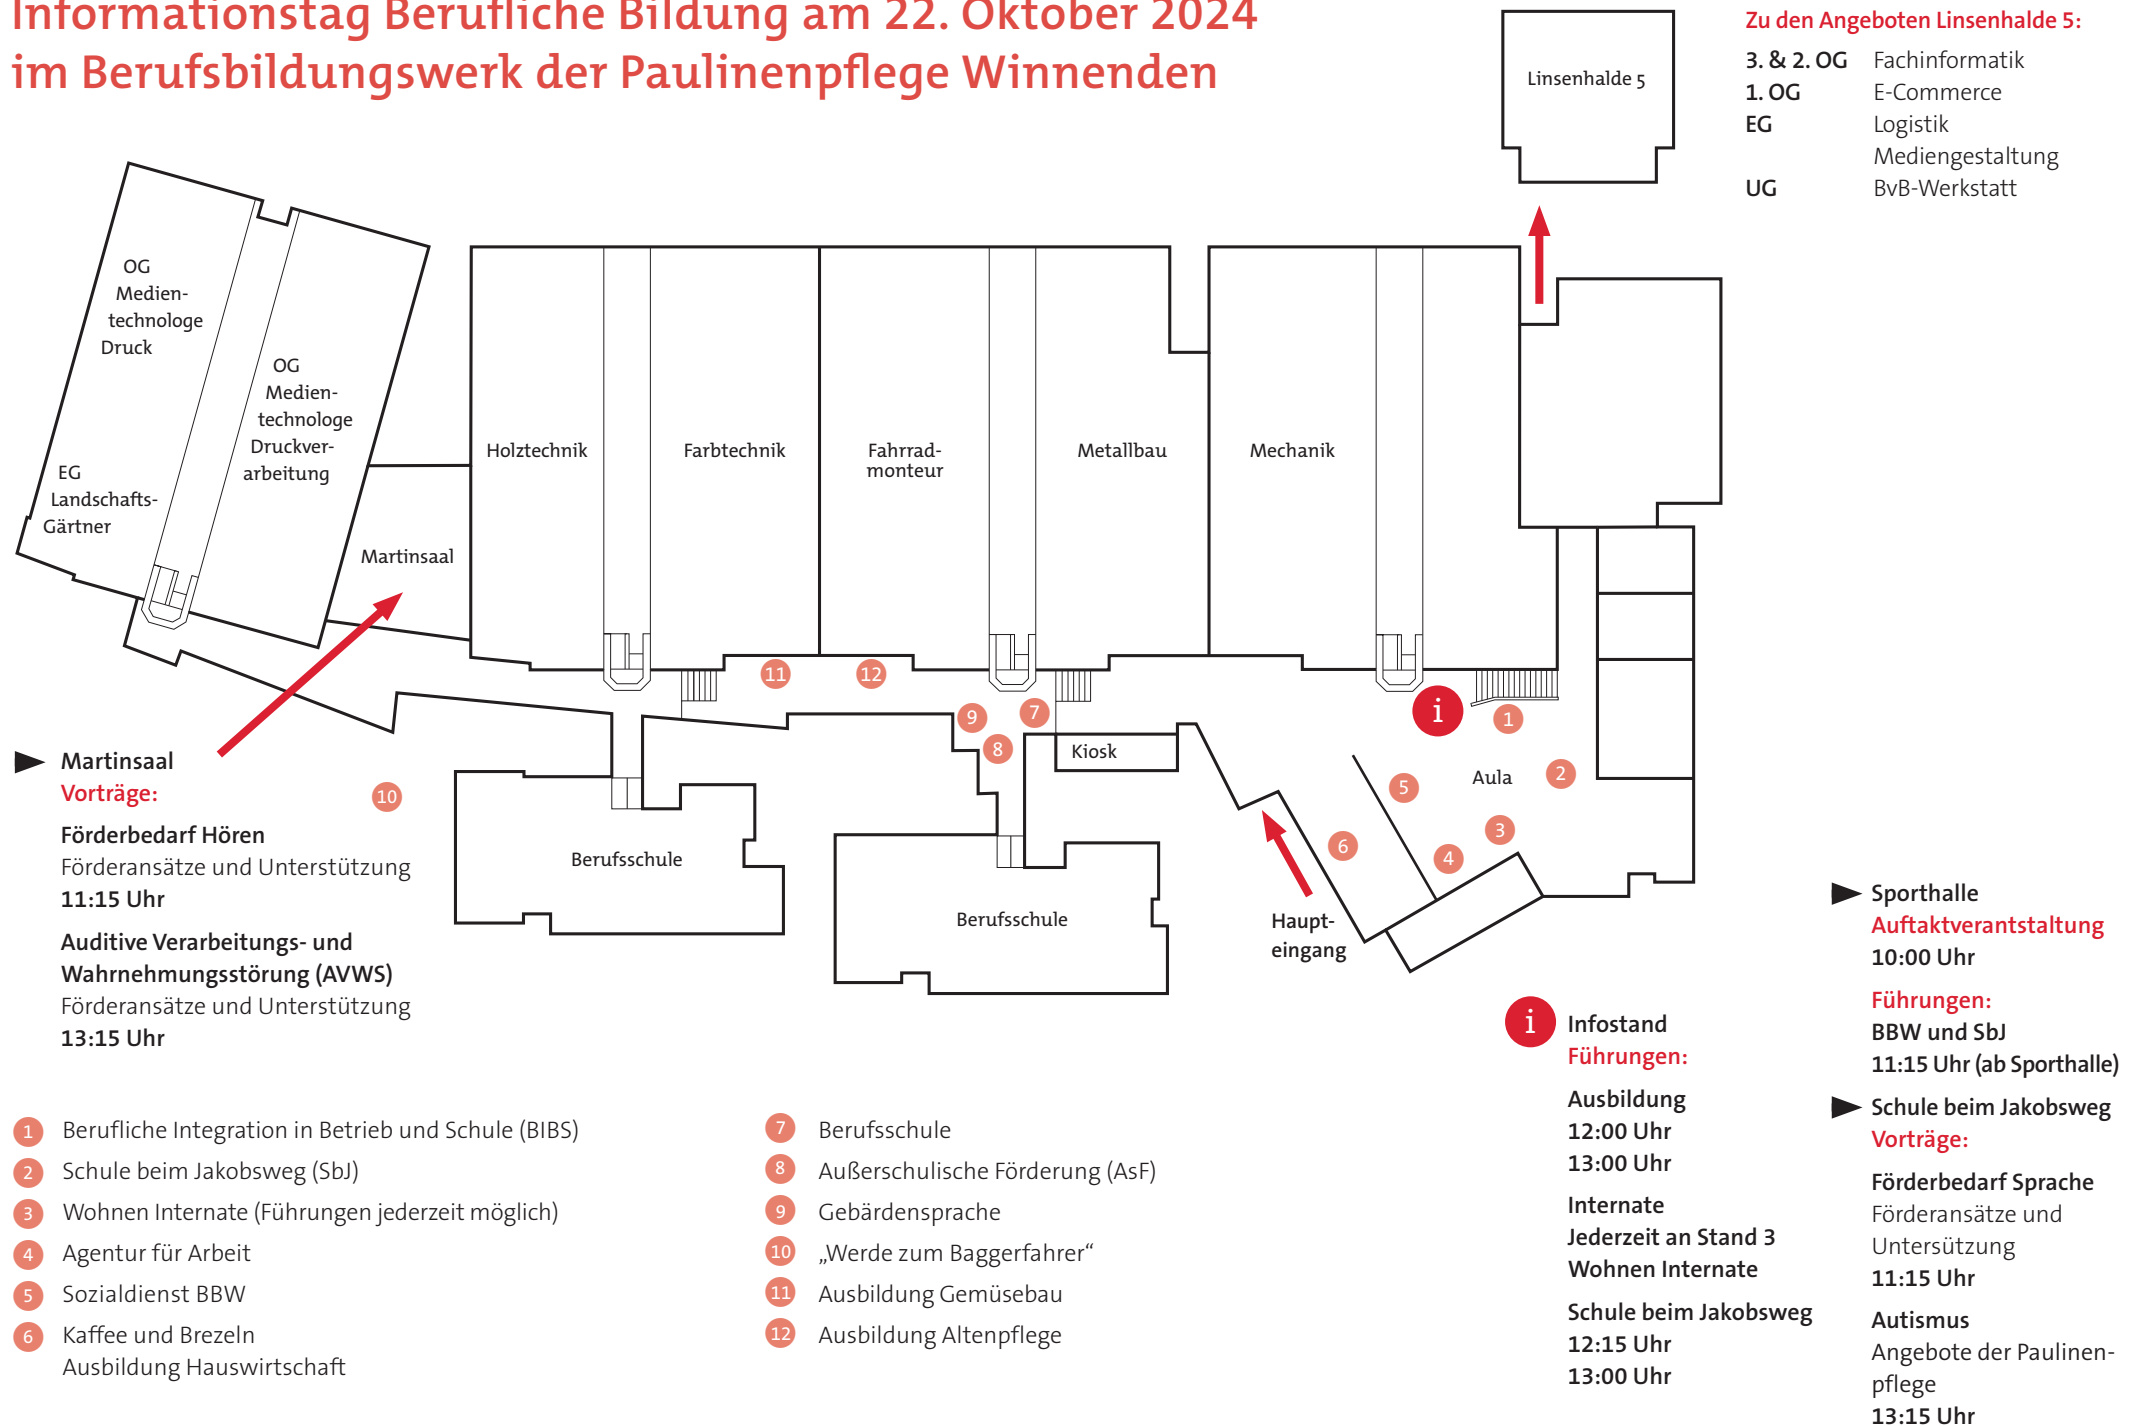 Informationstag Berufliche Bildung am 22. Oktober 2024
im Berufsbildungswerk der Paulinenpflege Winnenden
Zu den Angeboten Linsenhalde 5:
3. & 2. OG Fachinformatik
1. OG E-Commerce
EG Logistik
Mediengestaltung
UG BvB-Werkstatt
Linsenhalde 5
OG
Medien-
technologe
Druck
OG
Medien-
technologe
Druckver-
arbeitung
EG
Landschafts-
Gärtner
Martinsaal
Holztechnik
Farbtechnik
Fahrrad-
monteur
Metallbau
Mechanik
11
12
9
7
8
i
1
Kiosk
Aula
2
5
3
6
4
10
Berufsschule
Berufsschule
Haupt-
eingang
Martinsaal
Vorträge:
Förderbedarf Hören
Förderansätze und Unterstützung
11:15 Uhr
Auditive Verarbeitungs- und
Wahrnehmungsstörung (AVWS)
Förderansätze und Unterstützung
13:15 Uhr
1 Berufliche Integration in Betrieb und Schule (BIBS)
2 Schule beim Jakobsweg (SbJ)
3 Wohnen Internate (Führungen jederzeit möglich)
4 Agentur für Arbeit
5 Sozialdienst BBW
6 Kaffee und Brezeln
Ausbildung Hauswirtschaft
7 Berufsschule
8 Außerschulische Förderung (AsF)
9 Gebärdensprache
10 „Werde zum Baggerfahrer“
11 Ausbildung Gemüsebau
12 Ausbildung Altenpflege
i Infostand
Führungen:
Ausbildung
12:00 Uhr
13:00 Uhr
Internate
Jederzeit an Stand 3
Wohnen Internate
Schule beim Jakobsweg
12:15 Uhr
13:00 Uhr
Sporthalle
Auftaktverantstaltung
10:00 Uhr
Führungen:
BBW und SbJ
11:15 Uhr (ab Sporthalle)
Schule beim Jakobsweg
Vorträge:
Förderbedarf Sprache
Förderansätze und
Untersützung
11:15 Uhr
Autismus
Angebote der Paulinen-
pflege
13:15 Uhr